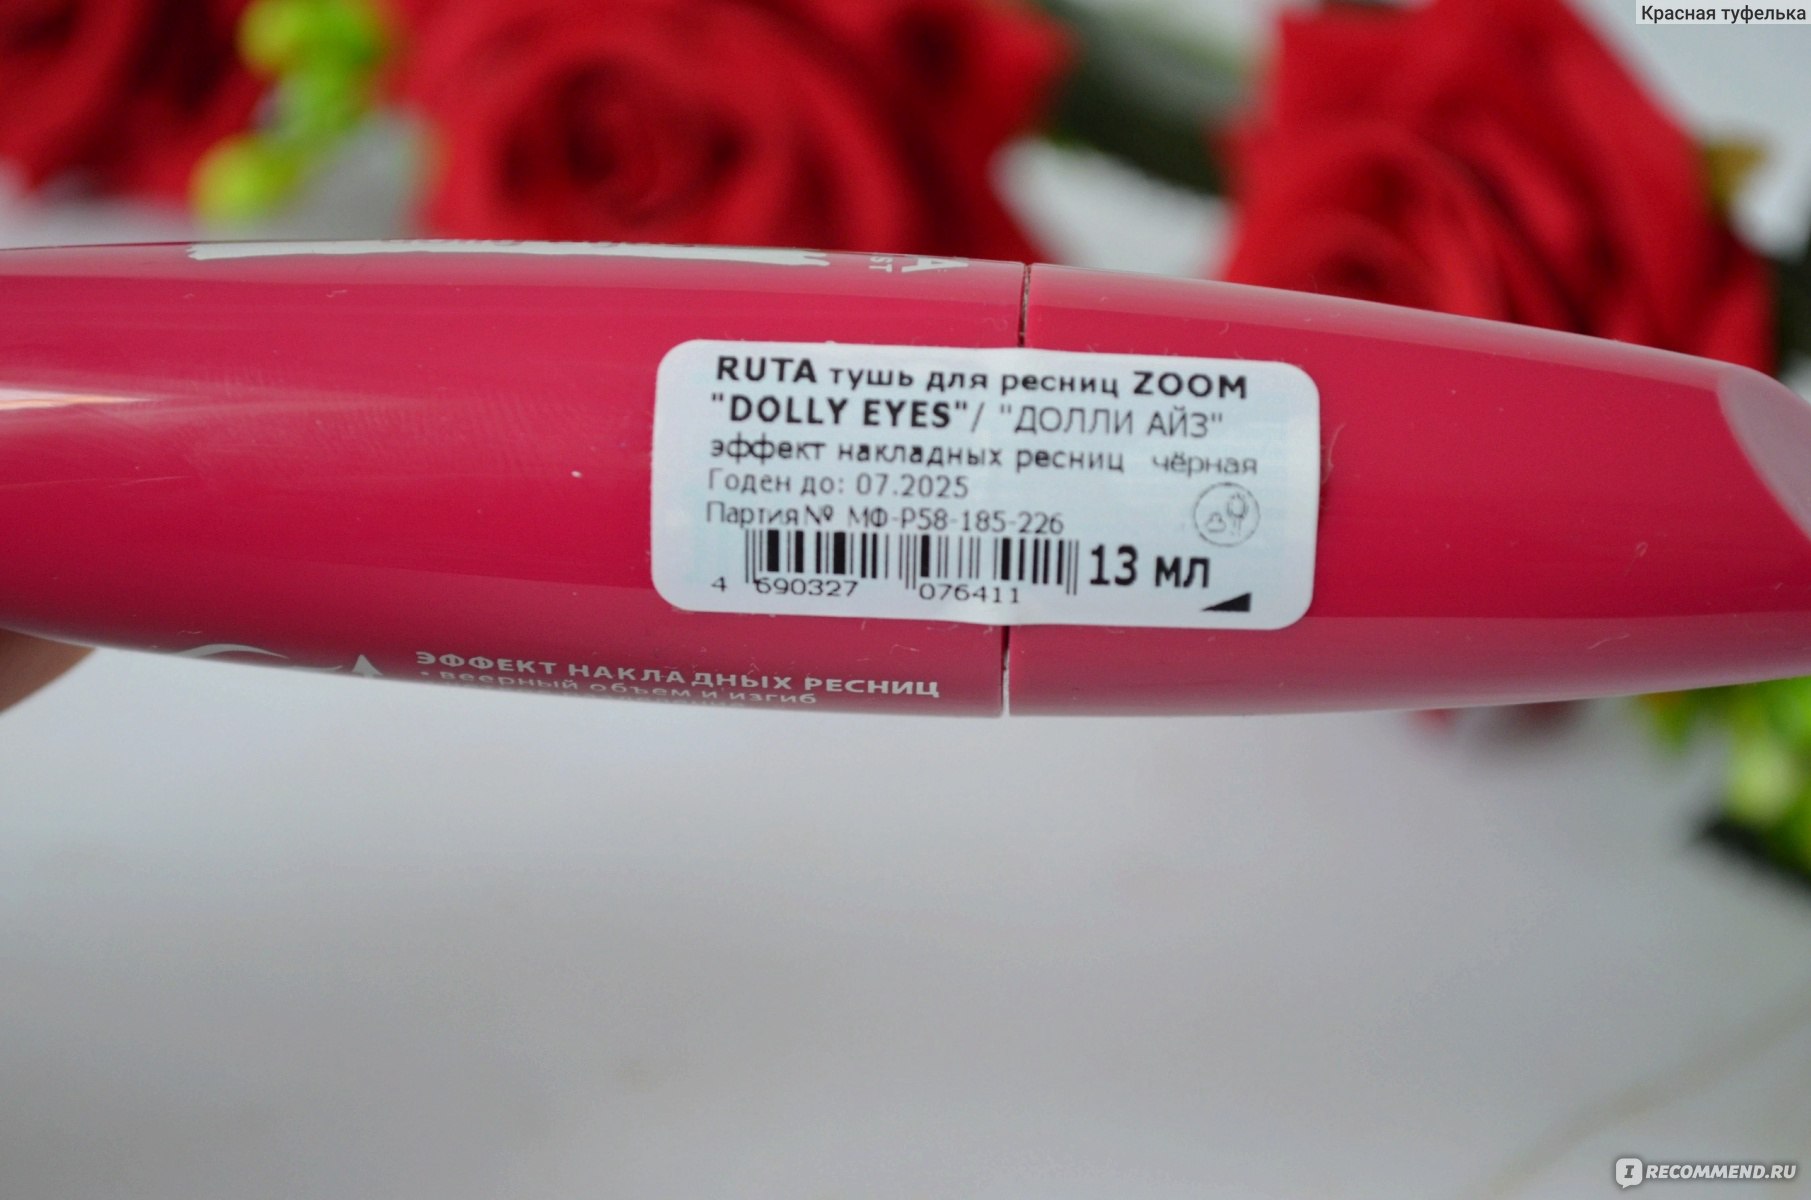 Красная туфелька
RUTA тушь для ресниц ZOOM
"DOLLY EYES"/ "ДОЛЛИ АЙЗ"
эффект накладных ресниц чёрная
Годен до: 07.2025
Партия№ МФ-Р58-185-226
13 мл
4 690327 076411
ЭФФЕКТ НАКЛАДНЫХ РЕСНИЦ
• веерный объем и изгиб
IRECOMMEND.RU